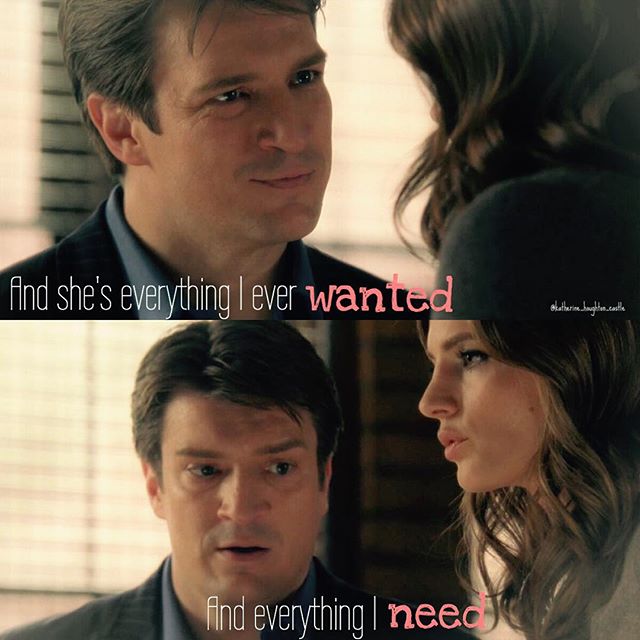 And she's everything I ever wanted
@katherine_houghton_castle
And everything I need